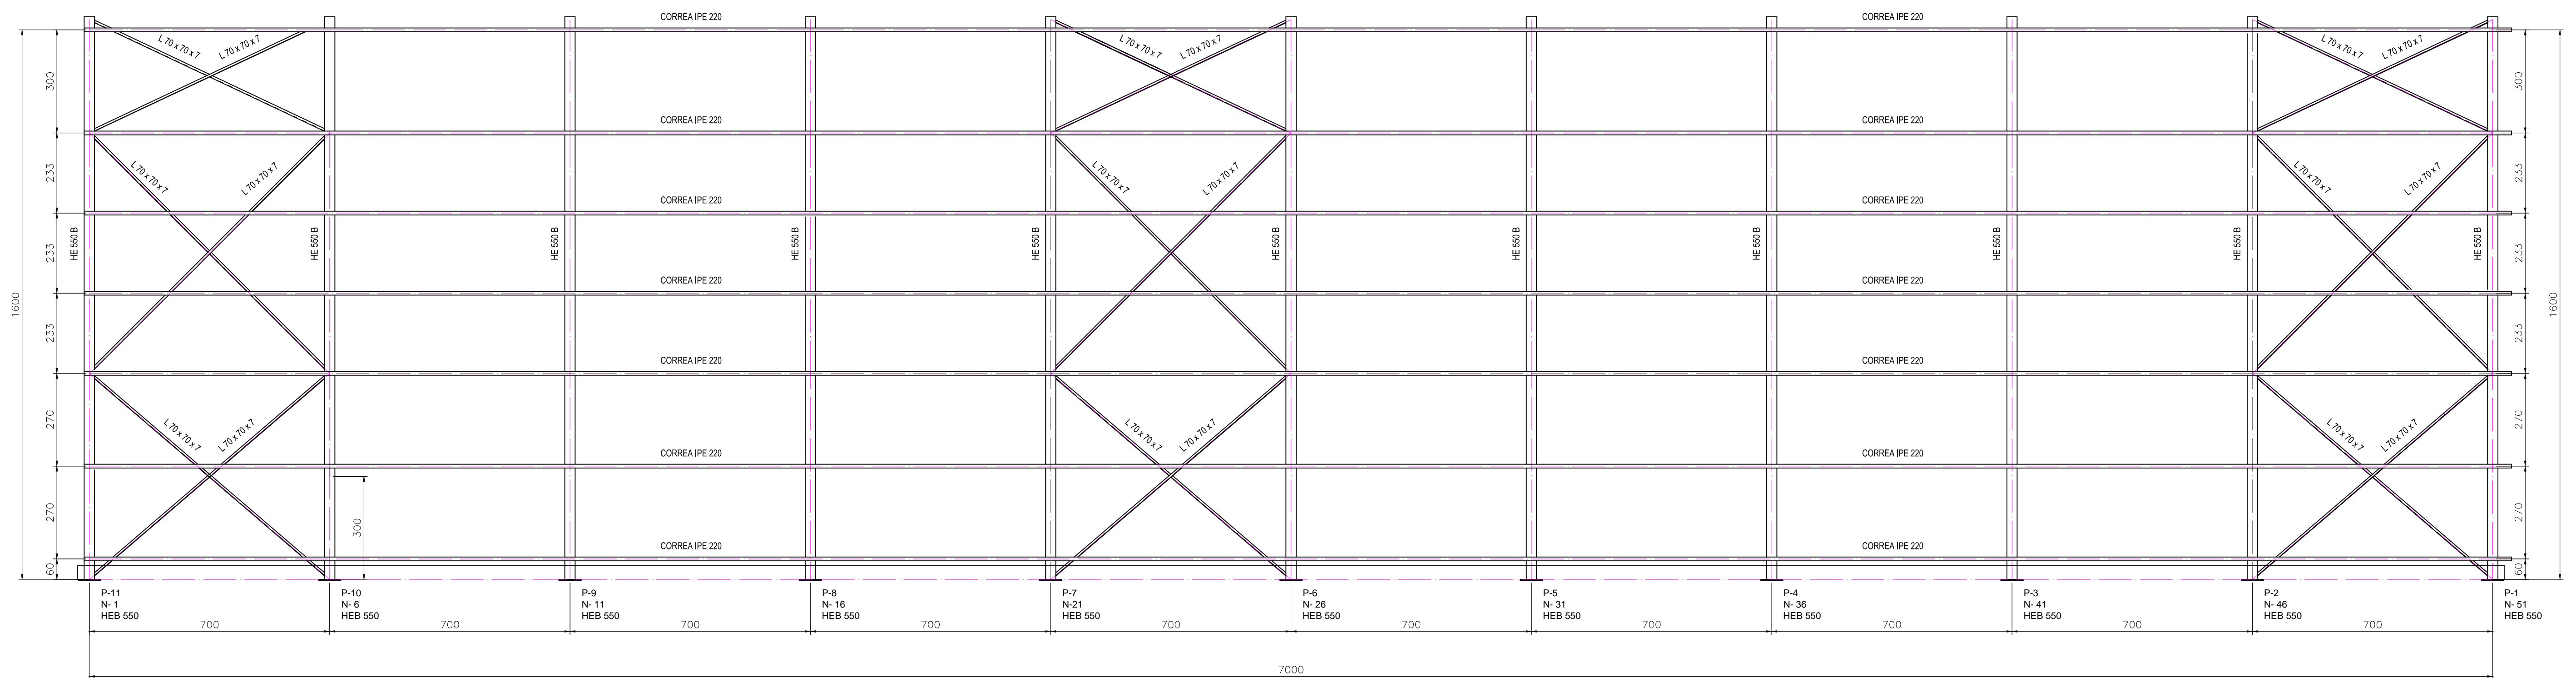 CORREA IPE 220 CORREA IPE 220
L 70 x 70 x 7 L 70 x 70 x 7 L 70 x 70 x 7 L 70 x 70 x 7 L 70 x 70 x 7 L 70 x 70 x 7
300 300
CORREA IPE 220 CORREA IPE 220
L 70 x 70 x 7 L 70 x 70 x 7 L 70 x 70 x 7 L 70 x 70 x 7 L 70 x 70 x 7 L 70 x 70 x 7
233 233
CORREA IPE 220 CORREA IPE 220
HE 550 B HE 550 B HE 550 B HE 550 B HE 550 B HE 550 B HE 550 B HE 550 B HE 550 B HE 550 B HE 550 B
233 233
CORREA IPE 220 CORREA IPE 220
1600 1600
233 233
CORREA IPE 220 CORREA IPE 220
270 270
L 70 x 70 x 7 L 70 x 70 x 7 L 70 x 70 x 7 L 70 x 70 x 7 L 70 x 70 x 7 L 70 x 70 x 7
CORREA IPE 220 CORREA IPE 220
270 300 270
CORREA IPE 220 CORREA IPE 220
60 60
P-11 P-10 P-9 P-8 P-7 P-6 P-5 P-4 P-3 P-2 P-1
N- 1 N- 6 N- 11 N- 16 N-21 N- 26 N- 31 N- 36 N- 41 N- 46 N- 51
HEB 550 HEB 550 HEB 550 HEB 550 HEB 550 HEB 550 HEB 550 HEB 550 HEB 550 HEB 550 HEB 550
700 700 700 700 700 700 700 700 700 700
7000